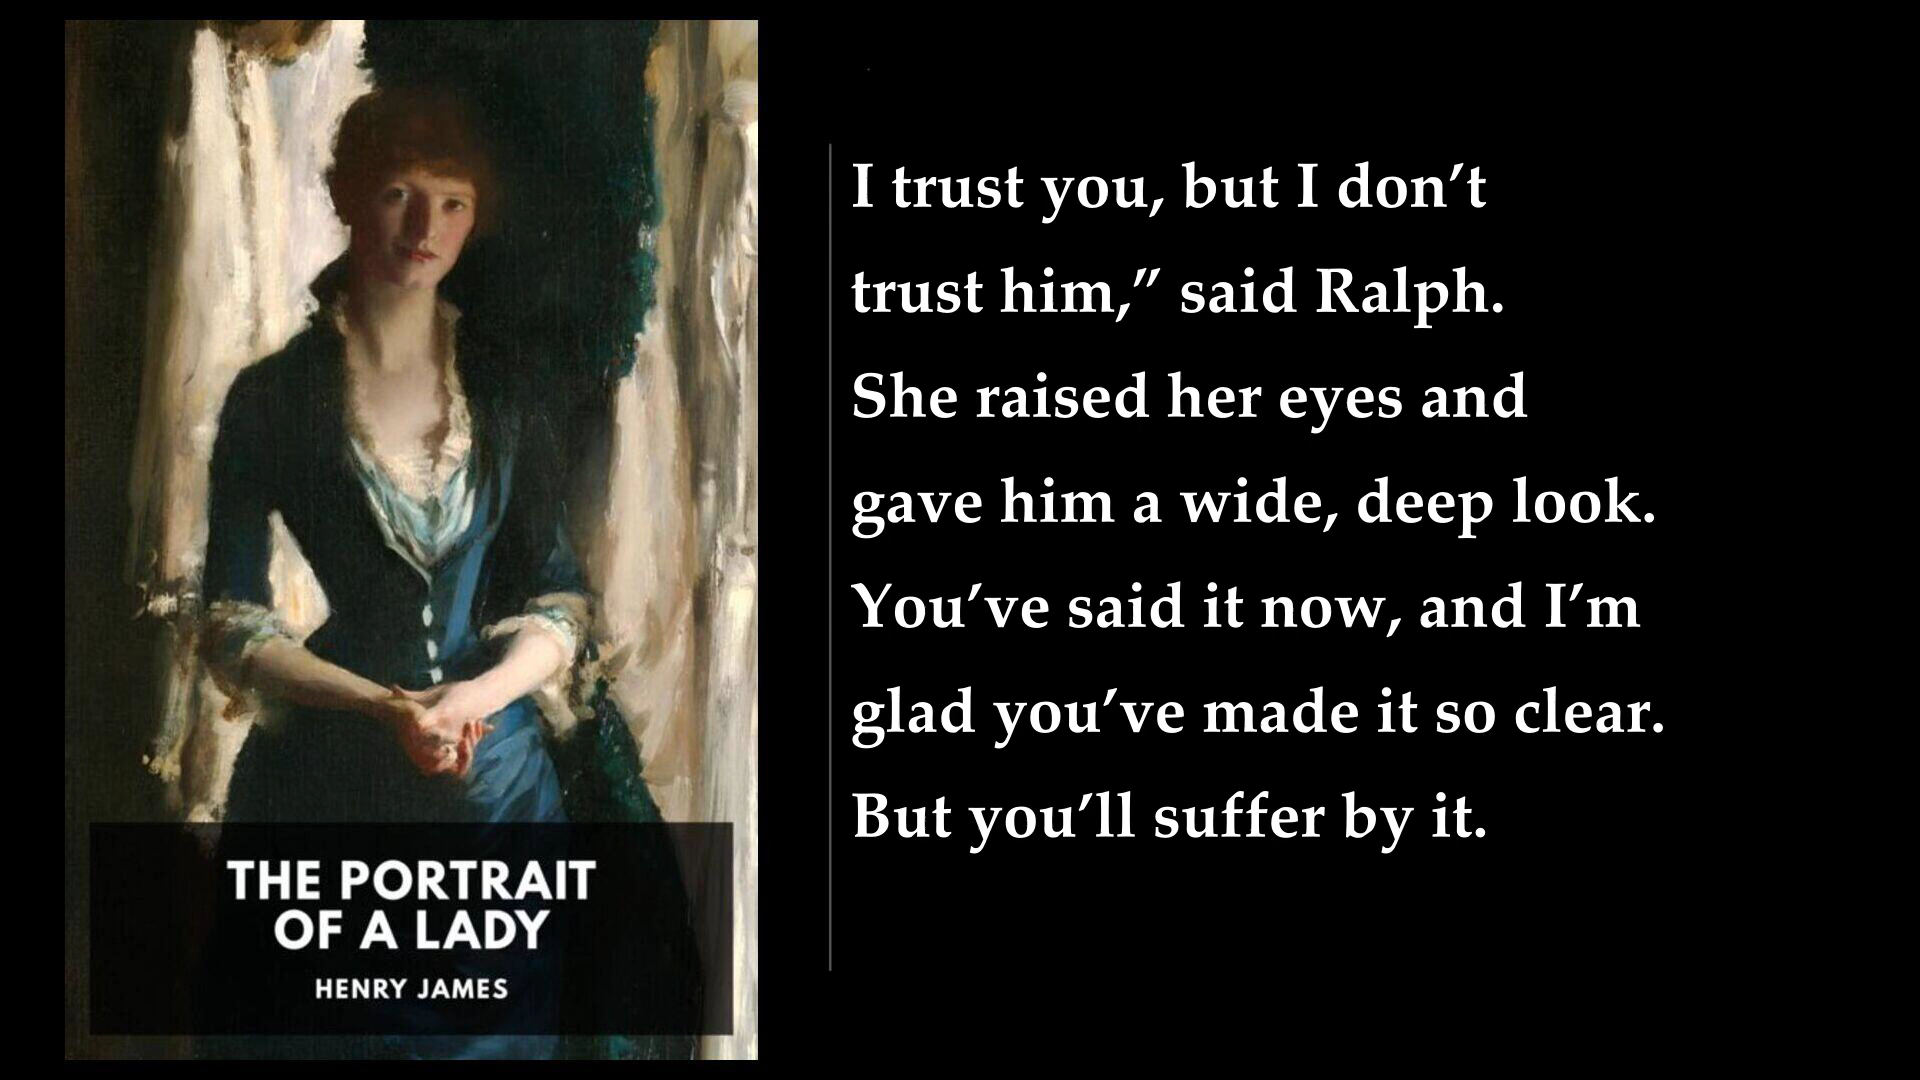 THE PORTRAIT
OF A LADY
HENRY JAMES
I trust you, but I don’t
trust him,” said Ralph.
She raised her eyes and
gave him a wide, deep look.
You’ve said it now, and I’m
glad you’ve made it so clear.
But you’ll suffer by it.